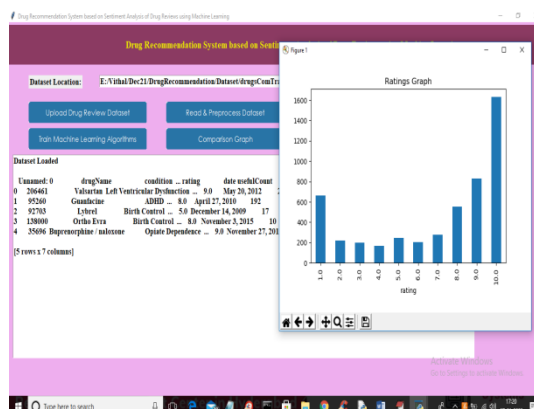 Drug Recommendation System based on Sentiment Analysis of Drug Reviews using Machine Learning
Drug Recommendation System based on Senti
Dataset Location: E:/Vithal/Dec21/DrugRecommendation/Dataset/drugsComTrai
Upload Drug Review Dataset
Read & Preprocess Dataset
Train Machine Learning Algorithms
Comparison Graph
Dataset Loaded
Unnamed: 0 drugName condition ... rating date usefulCount
0 206461 Valsartan Left Ventricular Dysfunction ... 9.0 May 20, 2012
1 95260 Guanfacine ADHD ... 8.0 April 27, 2010 192
2 92703 Lybrel Birth Control ... 5.0 December 14, 2009 17
3 138000 Ortho Evra Birth Control ... 8.0 November 3, 2015 10
4 35696 Buprenorphine / naloxone Opiate Dependence ... 9.0 November 27, 201
[5 rows x 7 columns]
Figure 1
Ratings Graph
1600
1400
1200
1000
800
600
400
200
0
1.0 2.0 3.0 4.0 5.0 6.0 7.0 8.0 9.0 10.0
rating
Activate Windows
Go to Settings to activate Windows.
Type here to search
17:20